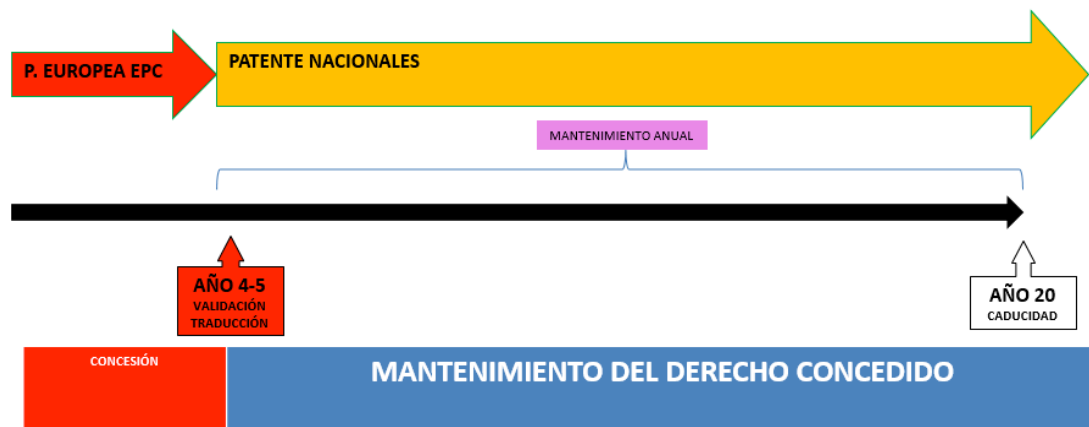 P. EUROPEA EPC
PATENTE NACIONALES
MANTENIMIENTO ANUAL
AÑO 4-5
VALIDACIÓN
TRADUCCIÓN
AÑO 20
CADUCIDAD
CONCESIÓN
MANTENIMIENTO DEL DERECHO CONCEDIDO